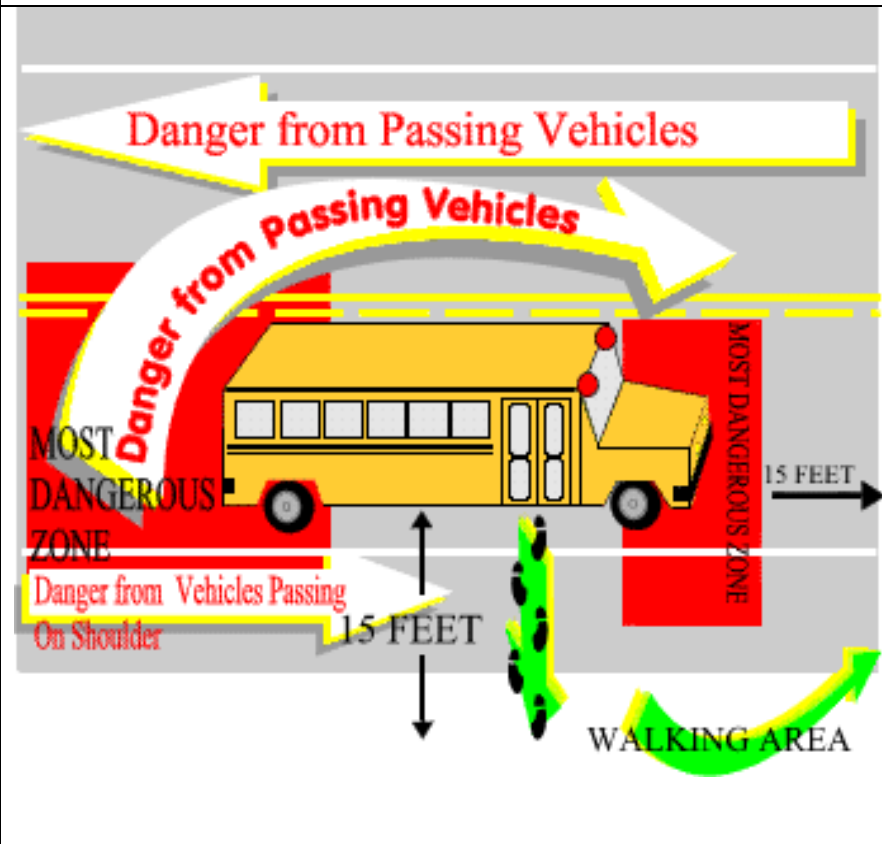 Danger from Passing Vehicles
Danger from Passing Vehicles
MOST DANGEROUS ZONE
MOST
DANGEROUS
ZONE
15 FEET
Danger from Vehicles Passing
On Shoulder
15 FEET
WALKING AREA